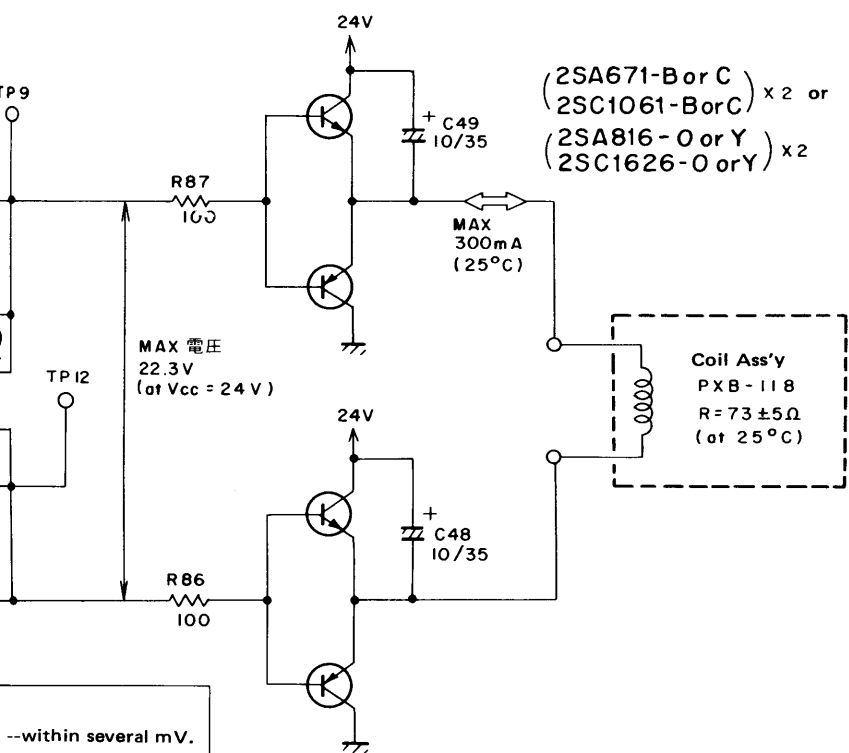 24V
(2SA671-B or C
2SC1061-B or C) x 2 or
(2SA816-O or Y
2SC1626-O or Y) x 2
TP9
+ C49
10/35
R87
100
MAX
300mA
(25°C)
MAX 電圧
22.3V
(at Vcc = 24V)
TP12
Coil Ass'y
PXB-118
R=73±5Ω
(at 25°C)
24V
+
C48
10/35
R86
100
--within several mV.